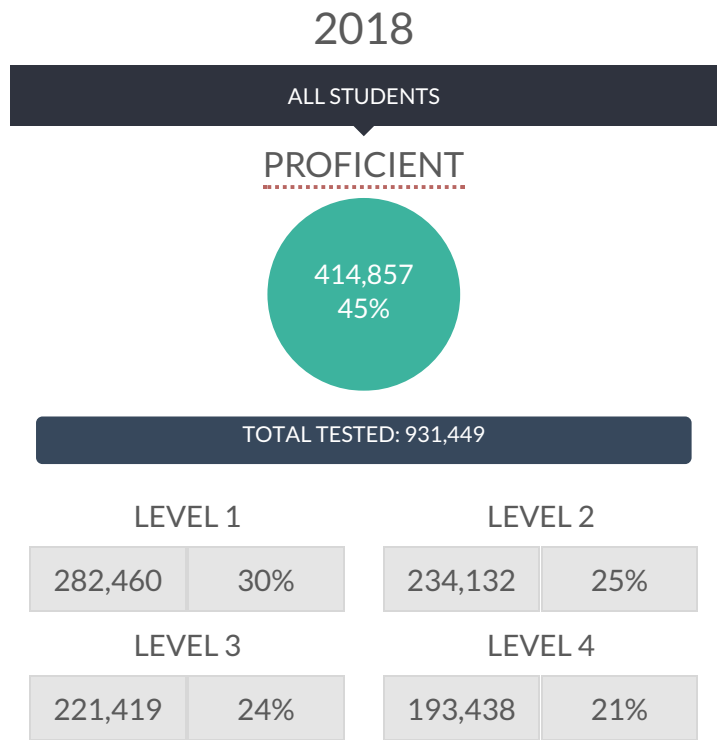 2018
ALL STUDENTS
PROFICIENT
414,857
45%
TOTAL TESTED: 931,449
LEVEL 1 LEVEL 2
282,460 30% 234,132 25%
LEVEL 3 LEVEL 4
221,419 24% 193,438 21%